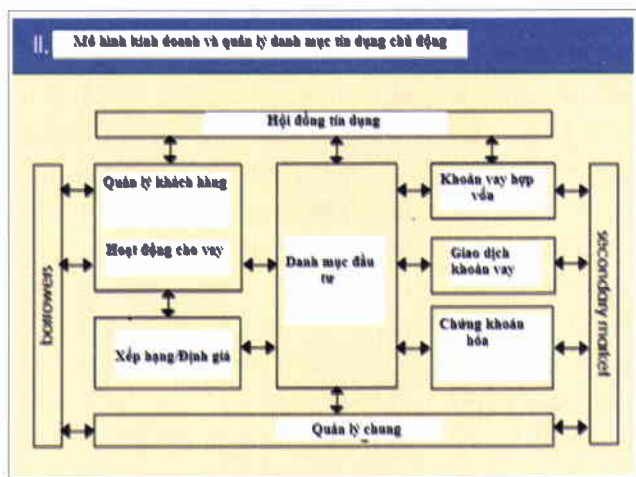 II. Mô hình kinh doanh và quản lý danh mục tín dụng chủ động
Hội đồng tín dụng
borrowers
Quản lý khách hàng
Hoạt động cho vay
Xếp hạng/Định giá
Danh mục đầu
tư
Khoản vay hợp
vốn
Giao dịch
khoản vay
Chứng khoán
hóa
secondary market
Quản lý chung